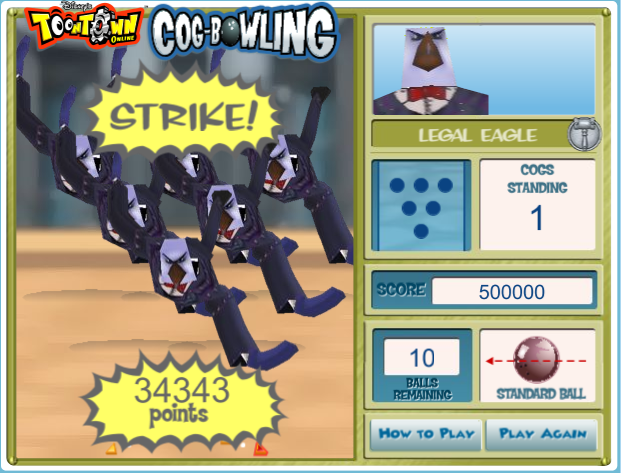 Disney's
TOONTOWN
ONLINE
COG-BOWLING
STRIKE!
34343
points
LEGAL EAGLE
COGS
STANDING
1
SCORE
500000
10
BALLS
REMAINING
STANDARD BALL
HOW TO PLAY
PLAY AGAIN